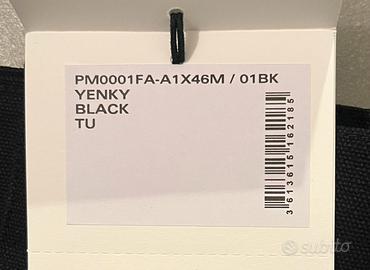 PM0001FA-A1X46M / 01BK
YENKY
BLACK
TU
3613615162185
subito